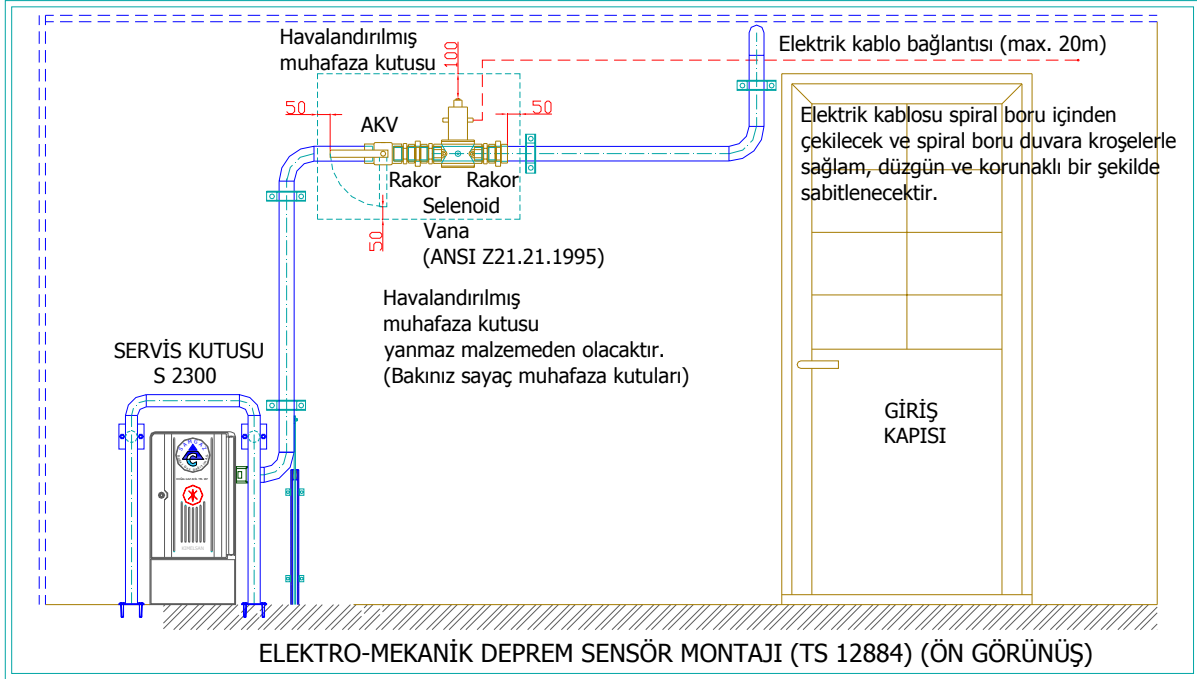 Havalandırılmış
muhafaza kutusu
100
Elektrik kablo bağlantısı (max. 20m)
50
50
AKV
Elektrik kablosu spiral boru içinden
çekilecek ve spiral boru duvara kroşelerle
sağlam, düzgün ve korunaklı bir şekilde
sabitlenecektir.
Rakor
Rakor
Selenoid
Vana
(ANSI Z21.21.1995)
50
Havalandırılmış
muhafaza kutusu
yanmaz malzemeden olacaktır.
(Bakınız sayaç muhafaza kutuları)
SERVİS KUTUSU
S 2300
GİRİŞ
KAPISI
ELEKTRO-MEKANİK DEPREM SENSÖR MONTAJI (TS 12884) (ÖN GÖRÜNÜŞ)